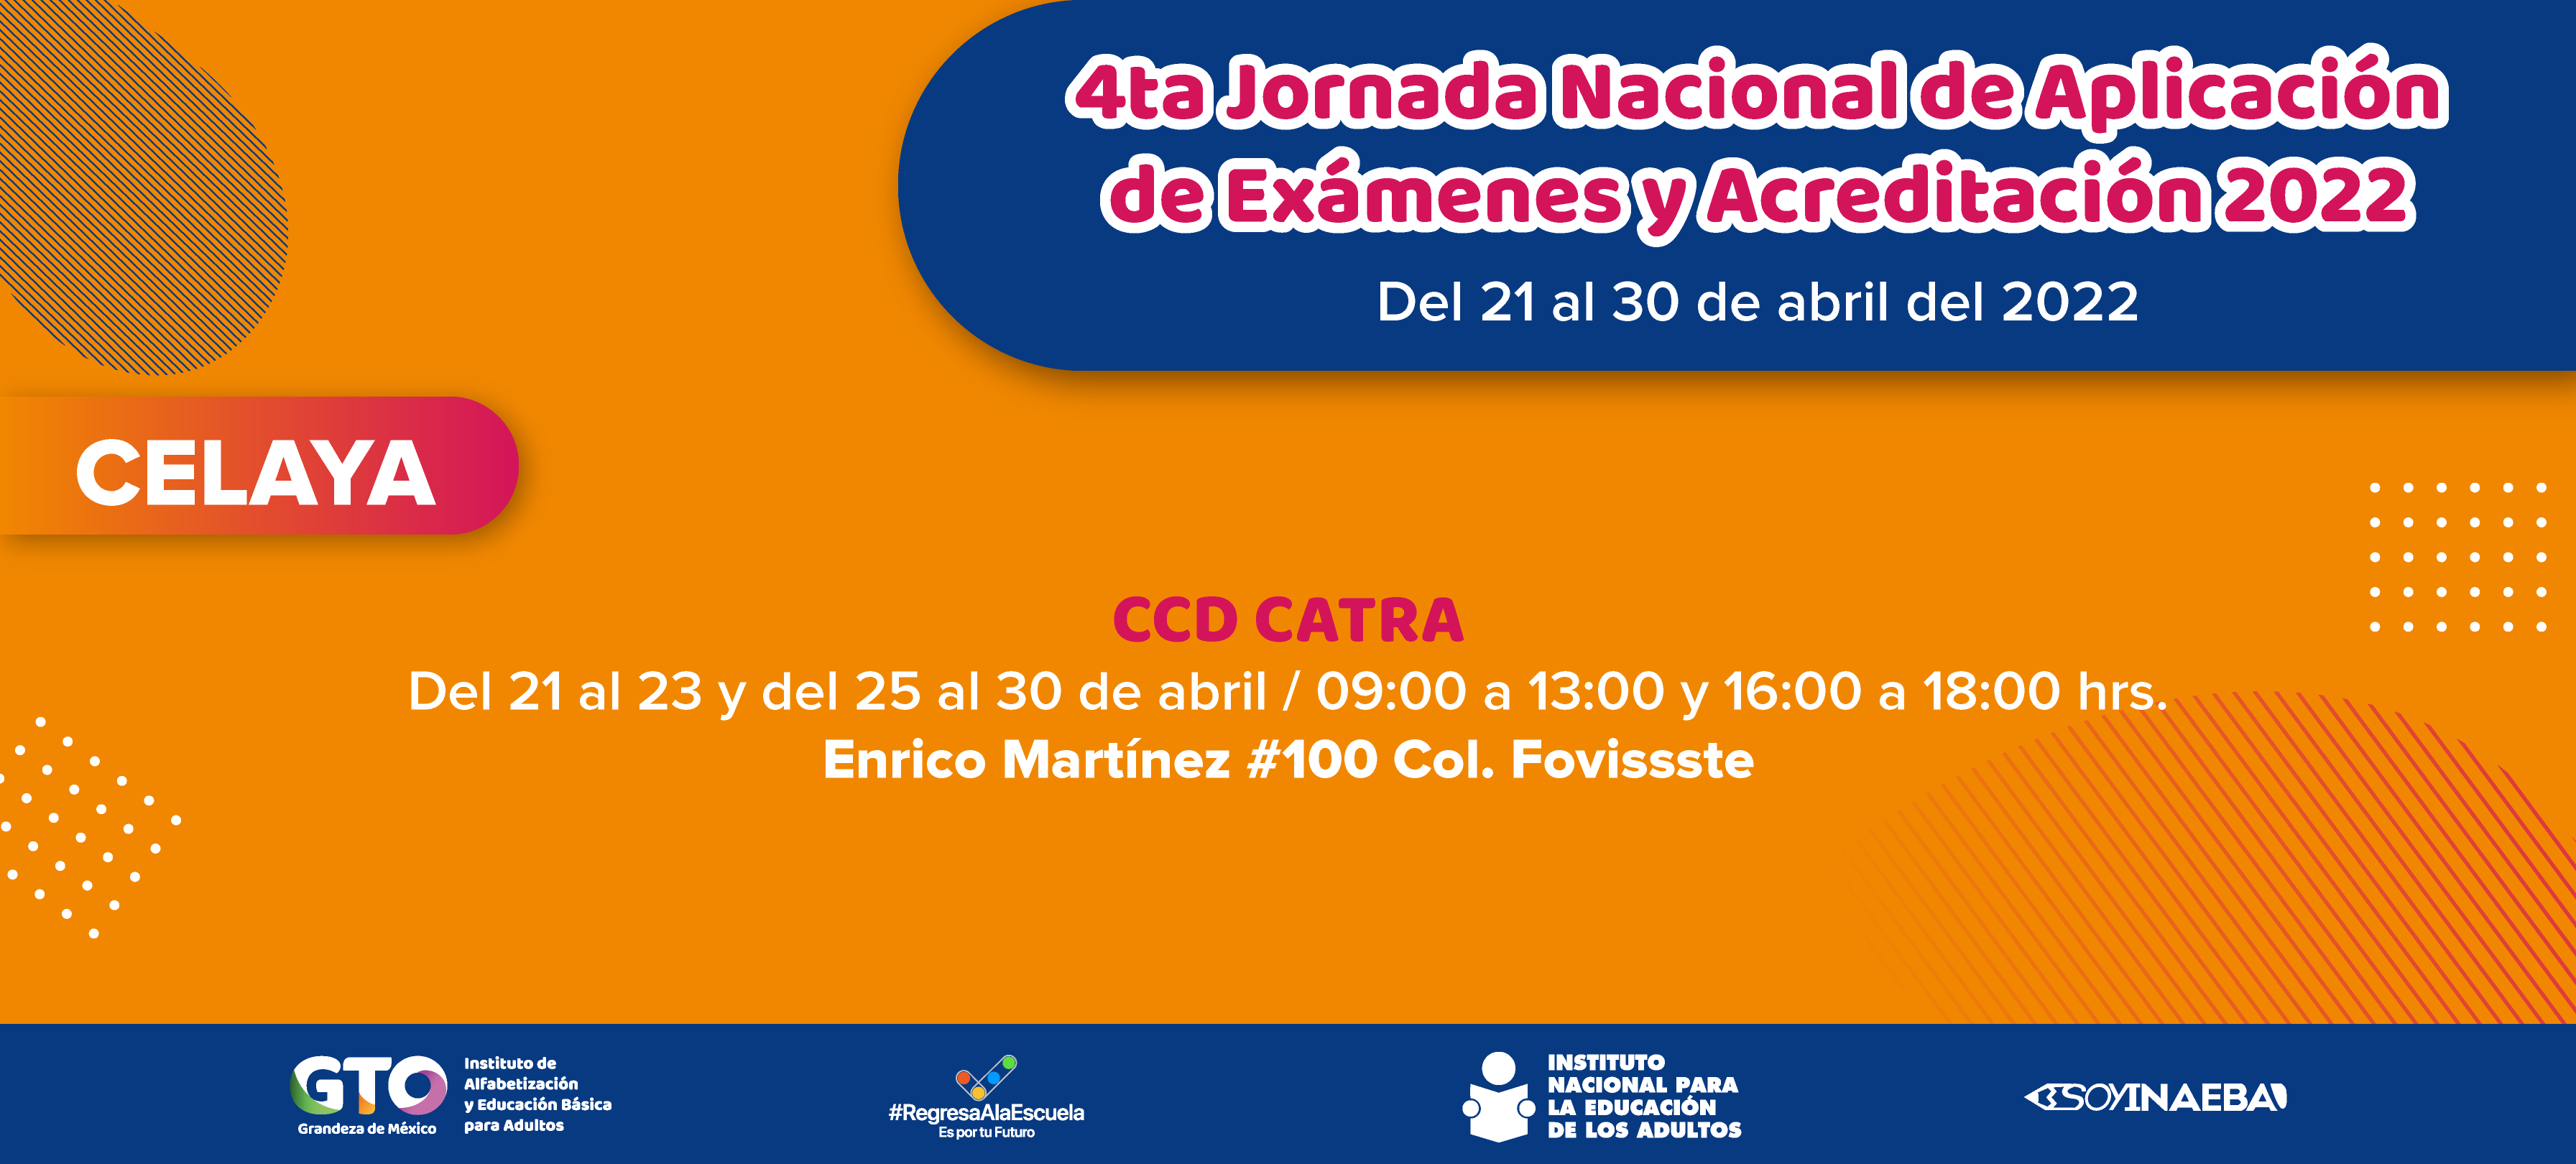 4ta Jornada Nacional de Aplicación
de Exámenes y Acreditación 2022
Del 21 al 30 de abril del 2022
CELAYA
CCD CATRA
Del 21 al 23 y del 25 al 30 de abril / 09:00 a 13:00 y 16:00 a 18:00 hrs.
Enrico Martínez #100 Col. Fovissste
GTO
Grandeza de México
Instituto de
Alfabetización
y Educación Básica
para Adultos
#RegresaAlaEscuela
Es por tu Futuro
INSTITUTO
NACIONAL PARA
LA EDUCACIÓN
DE LOS ADULTOS
SOYINAEBA